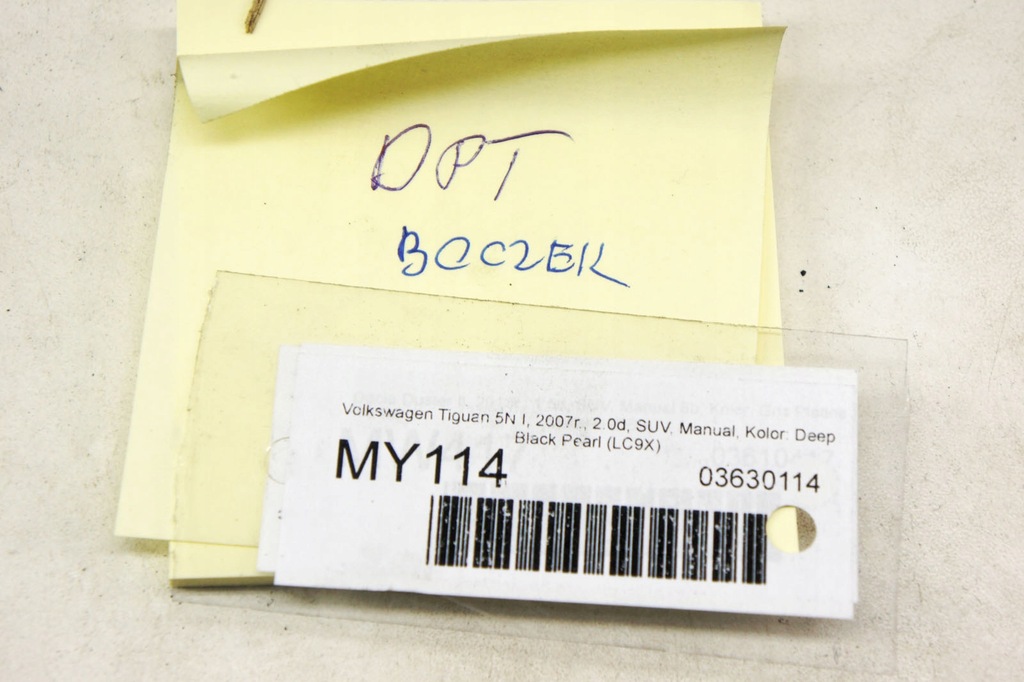 DPT
BOCZEK
Volkswagen Tiguan 5N I, 2007r., 2.0d, SUV, Manual, Kolor: Deep
Black Pearl (LC9X)
MY114
03630114